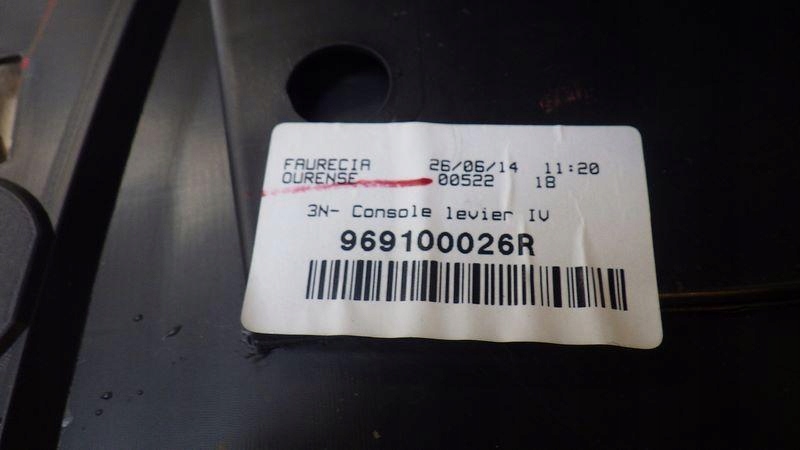 FAURECIA 26/06/14 11:20
OURENSE 00522 18
3N- Console levier IV
969100026R